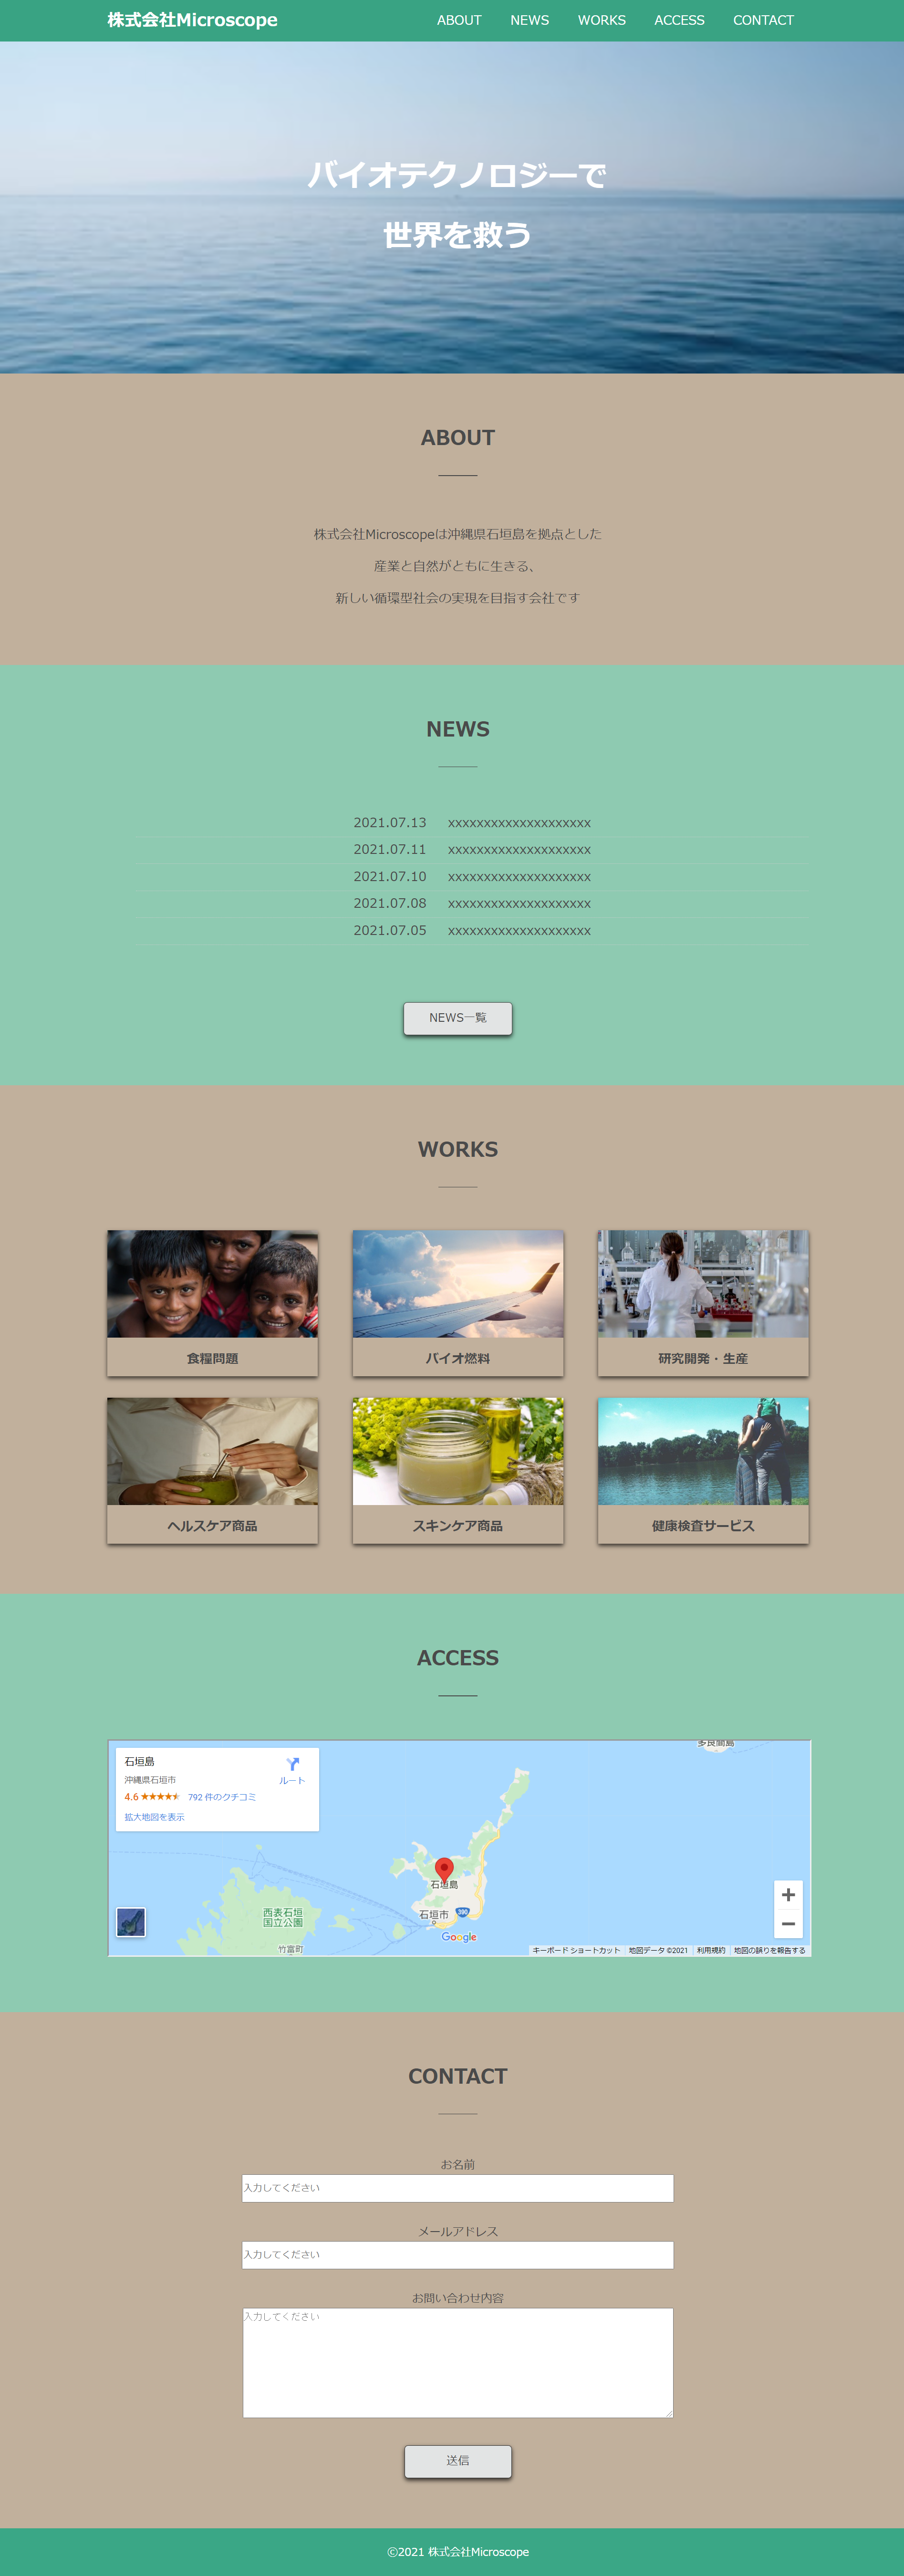 株式会社Microscope
ABOUT NEWS WORKS ACCESS CONTACT
バイオテクノロジーで
世界を救う
ABOUT
株式会社Microscopeは沖縄県石垣島を拠点とした
産業と自然がともに生きる、
新しい循環型社会の実現を目指す会社です
NEWS
2021.07.13 xxxxxxxxxxxxxxxxxxxx
2021.07.11 xxxxxxxxxxxxxxxxxxxx
2021.07.10 xxxxxxxxxxxxxxxxxxxx
2021.07.08 xxxxxxxxxxxxxxxxxxxx
2021.07.05 xxxxxxxxxxxxxxxxxxxx
NEWS一覧
WORKS
食糧問題
バイオ燃料
研究開発・生産
ヘルスケア商品
スキンケア商品
健康検査サービス
ACCESS
石垣島
沖縄県石垣市
ルート
4.6 ★★★★★ 792 件のクチコミ
拡大地図を表示
多良間島
石垣島
西表石垣
国立公園
石垣市
390
竹富町
Google
キーボード ショートカット 地図データ ©2021 利用規約 地図の誤りを報告する
CONTACT
お名前
入力してください
メールアドレス
入力してください
お問い合わせ内容
入力してください
送信
©2021 株式会社Microscope